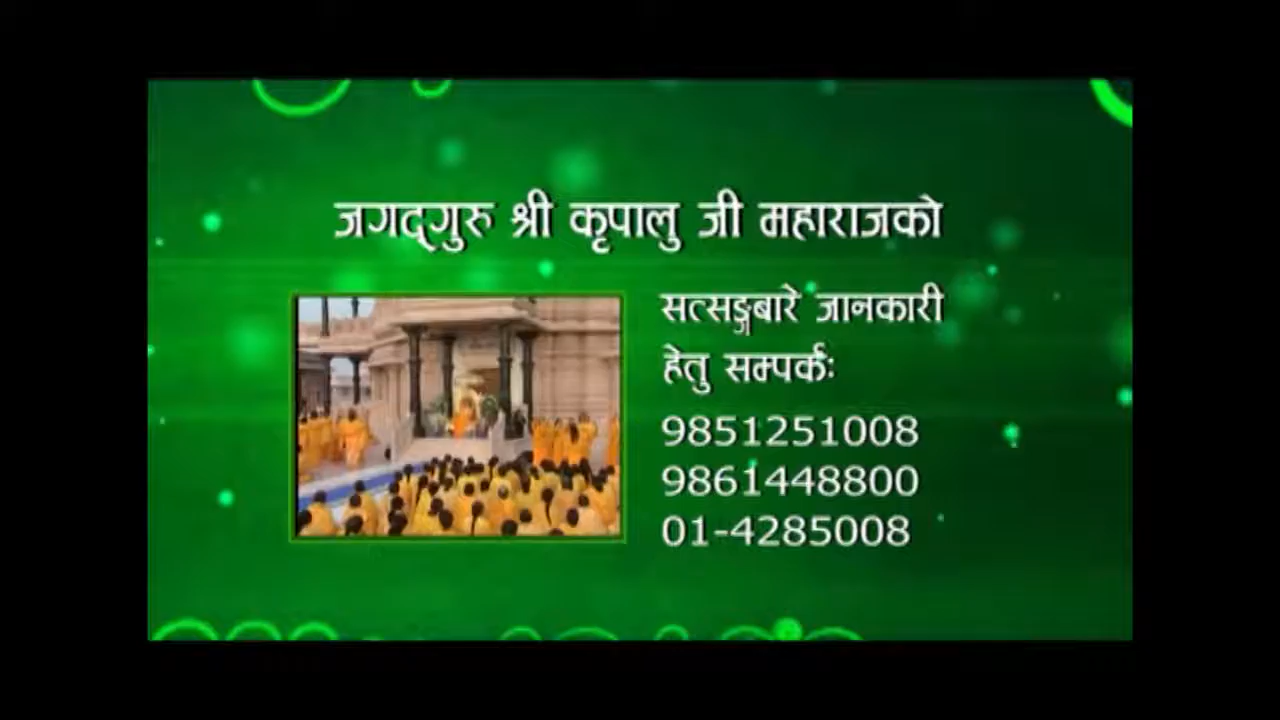 जगद्गुरु श्री कृपालु जी महाराजको
सत्सङ्गबारे जानकारी
हेतु सम्पर्कः
9851251008
9861448800
01-4285008